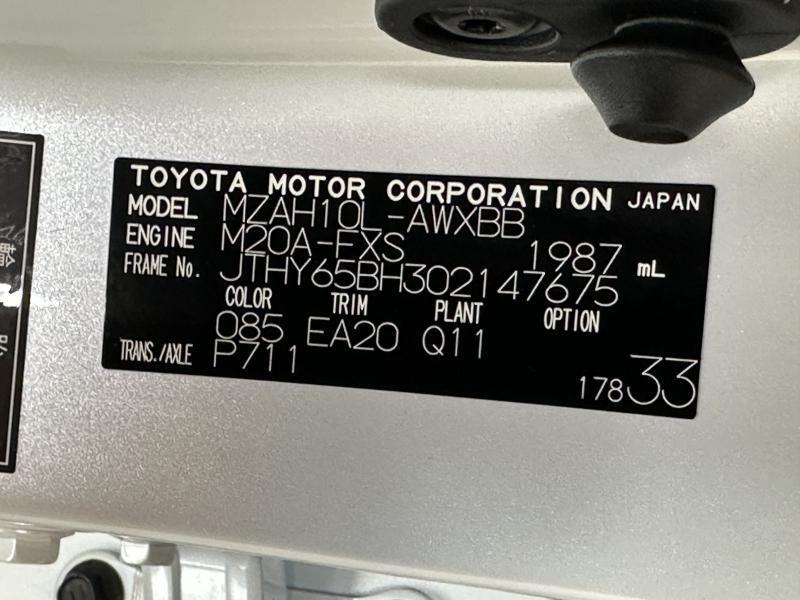 TOYOTA MOTOR CORPORATION JAPAN
MODEL MZAH10L-AWXBB
ENGINE M20A-FXS 1987 mL
FRAME No. JTHY65BH302147675
COLOR TRIM PLANT OPTION
085 EA20 Q11
TRANS./AXLE P711
17833